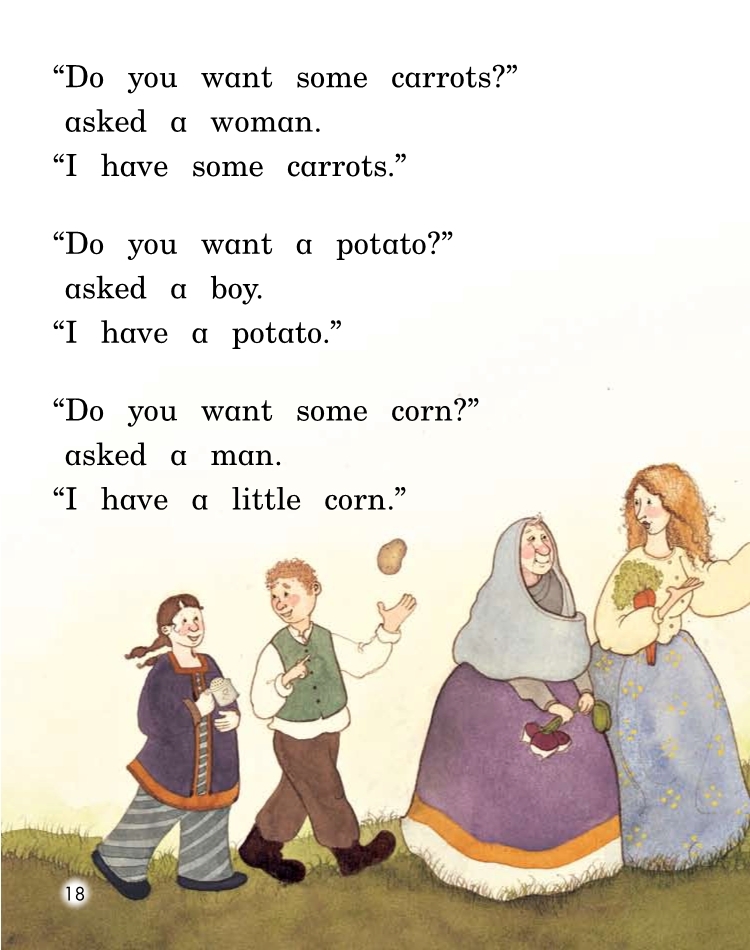 “Do you want some carrots?”
asked a woman.
“I have some carrots.”
“Do you want a potato?”
asked a boy.
“I have a potato.”
“Do you want some corn?”
asked a man.
“I have a little corn.”
18